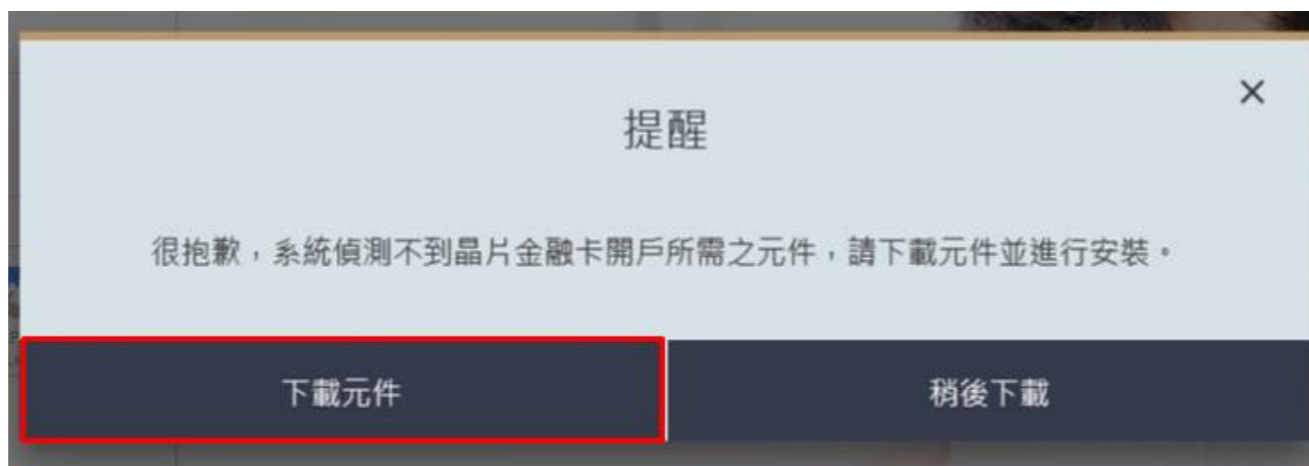 提醒
很抱歉，系統偵測不到晶片金融卡開戶所需之元件，請下載元件並進行安裝。
下載元件
稍後下載